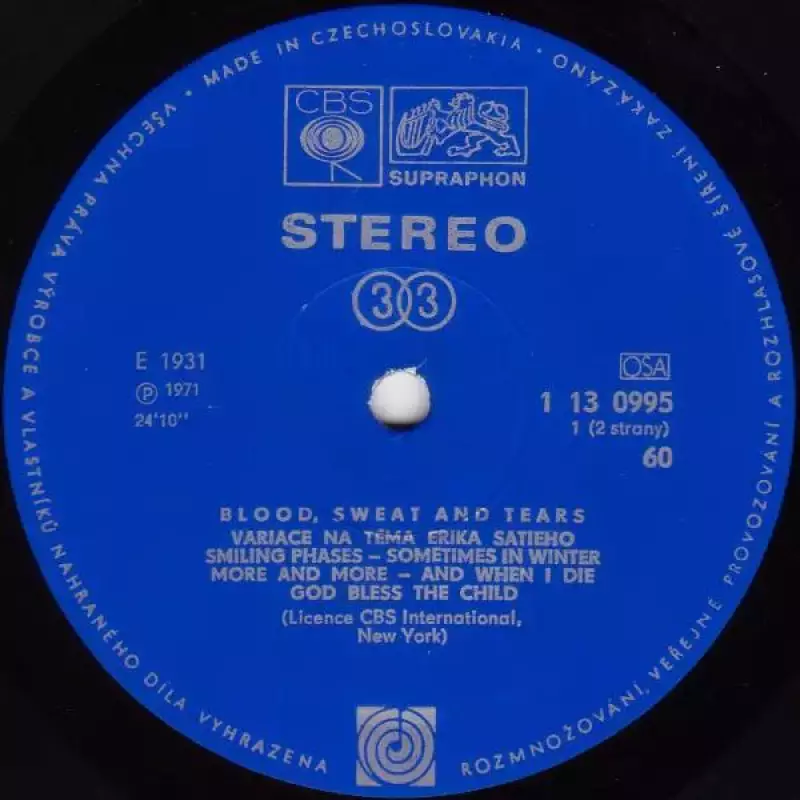 • MADE IN CZECHOSLOVAKIA •
VŠECHNA PRÁVA VÝROBCE A VLASTNÍKŮ NAHRANÉHO DÍLA VYHRAZENA
ROZMNOŽOVÁNÍ, VEŘEJNÉ PROVOZOVÁNÍ A ROZHLASOVÉ ŠÍŘENÍ ZAKÁZÁNO
CBS
SUPRAPHON
STEREO
33
E 1931
Ⓟ 1971
24'10''
OSA
1 13 0995
1 (2 strany)
60
BLOOD, SWEAT AND TEARS
VARIACE NA TÉMA ERIKA SATIEHO
SMILING PHASES – SOMETIMES IN WINTER
MORE AND MORE – AND WHEN I DIE
GOD BLESS THE CHILD
(Licence CBS International,
New York)